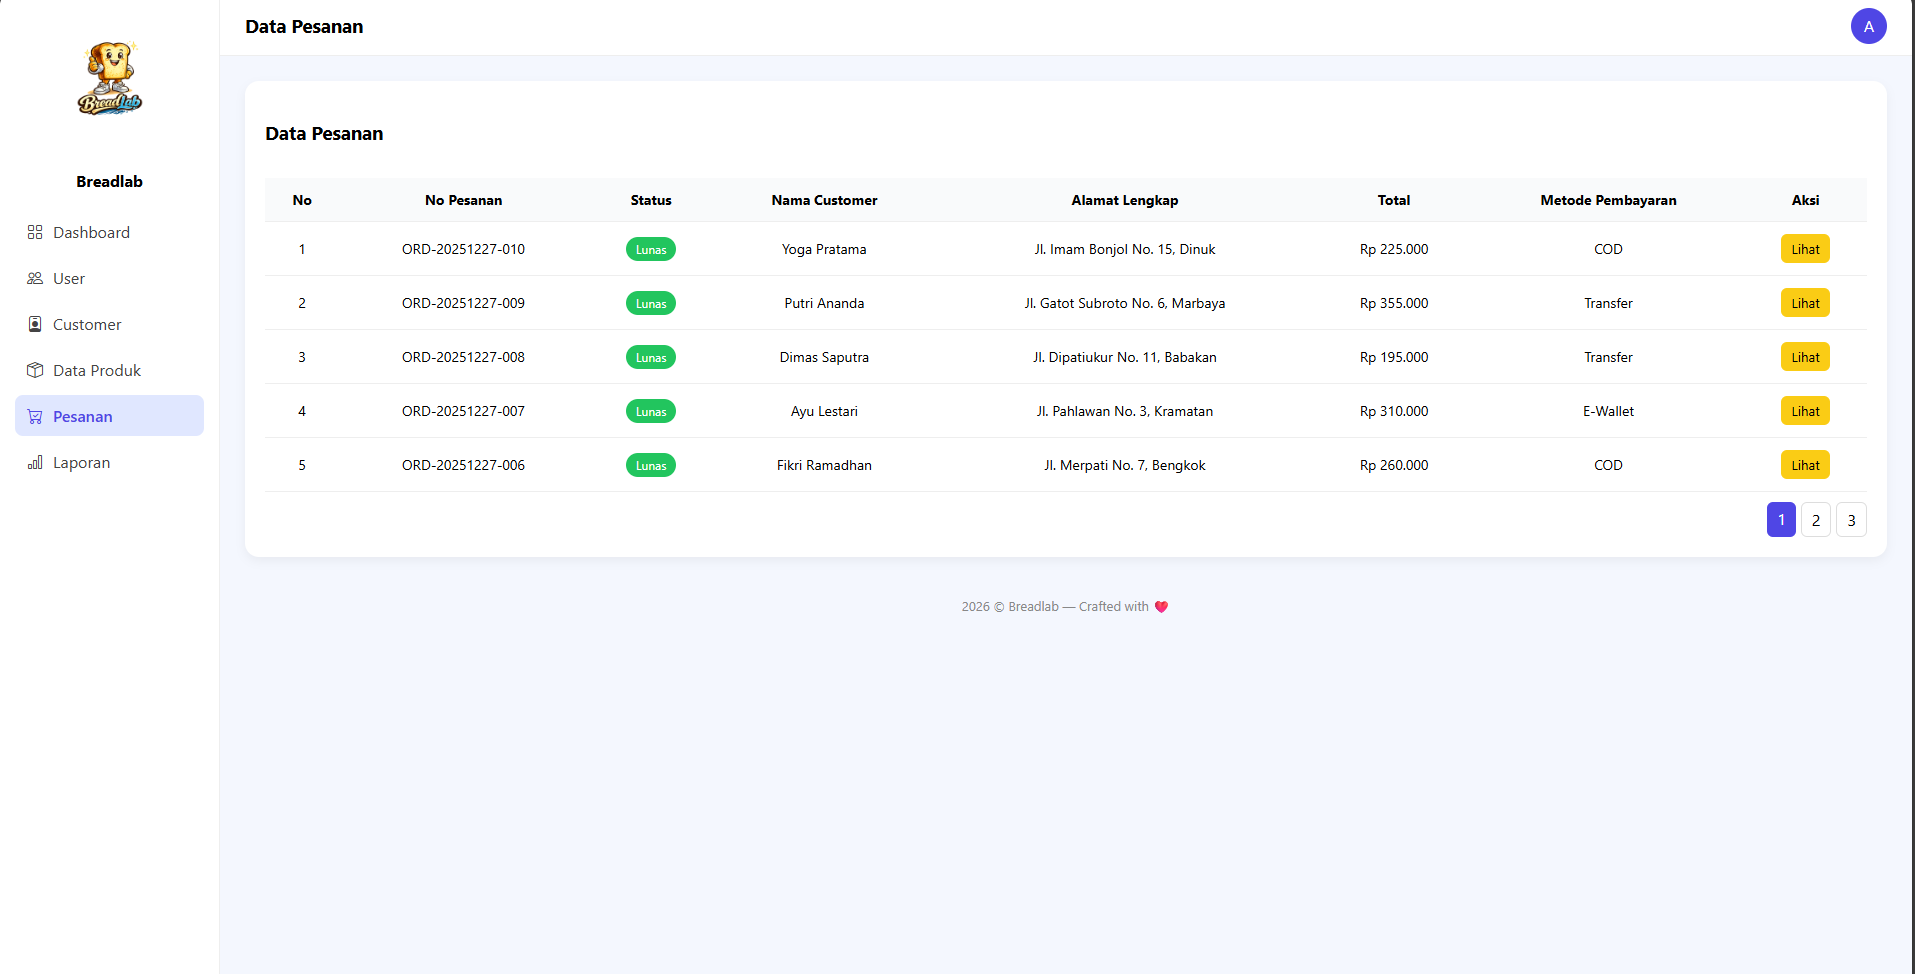 Data Pesanan
A
BreadLab
Breadlab
Dashboard
User
Customer
Data Produk
Pesanan
Laporan
Data Pesanan
No No Pesanan Status Nama Customer Alamat Lengkap Total Metode Pembayaran Aksi
1 ORD-20251227-010 Lunas Yoga Pratama Jl. Imam Bonjol No. 15, Dinuk Rp 225.000 COD Lihat
2 ORD-20251227-009 Lunas Putri Ananda Jl. Gatot Subroto No. 6, Marbaya Rp 355.000 Transfer Lihat
3 ORD-20251227-008 Lunas Dimas Saputra Jl. Dipatiukur No. 11, Babakan Rp 195.000 Transfer Lihat
4 ORD-20251227-007 Lunas Ayu Lestari Jl. Pahlawan No. 3, Kramatan Rp 310.000 E-Wallet Lihat
5 ORD-20251227-006 Lunas Fikri Ramadhan Jl. Merpati No. 7, Bengkok Rp 260.000 COD Lihat
1 2 3
2026 © Breadlab — Crafted with ❤️